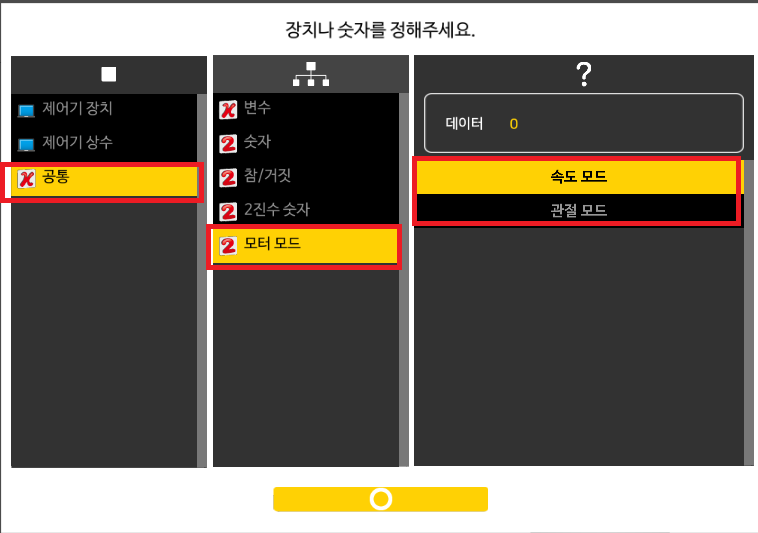 장치나 숫자를 정해주세요.
제어기 장치
제어기 상수
공통
변수
숫자
참/거짓
2진수 숫자
모터 모드
?
데이터 0
속도 모드
관절 모드